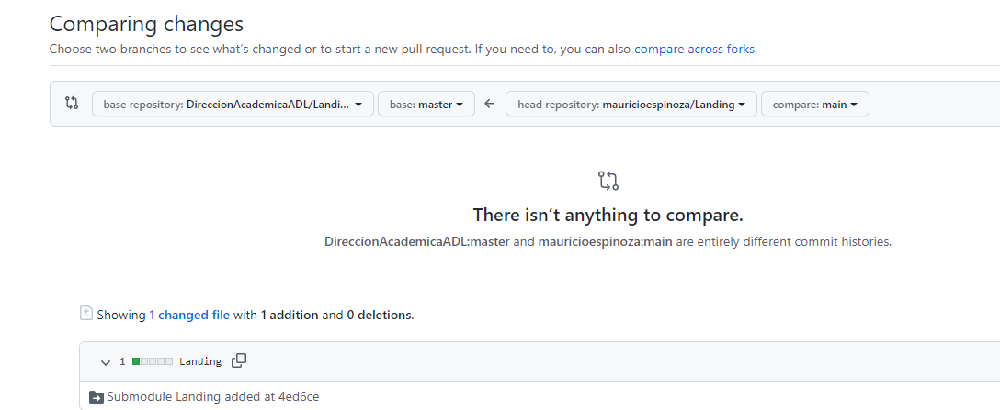 Comparing changes
Choose two branches to see what's changed or to start a new pull request. If you need to, you can also compare across forks.
base repository: DireccionAcademicaADL/Landi... base: master head repository: mauricioespinoza/Landing compare: main
There isn't anything to compare.
DireccionAcademicaADL:master and mauricioespinoza:main are entirely different commit histories.
Showing 1 changed file with 1 addition and 0 deletions.
1 Landing
Submodule Landing added at 4ed6ce